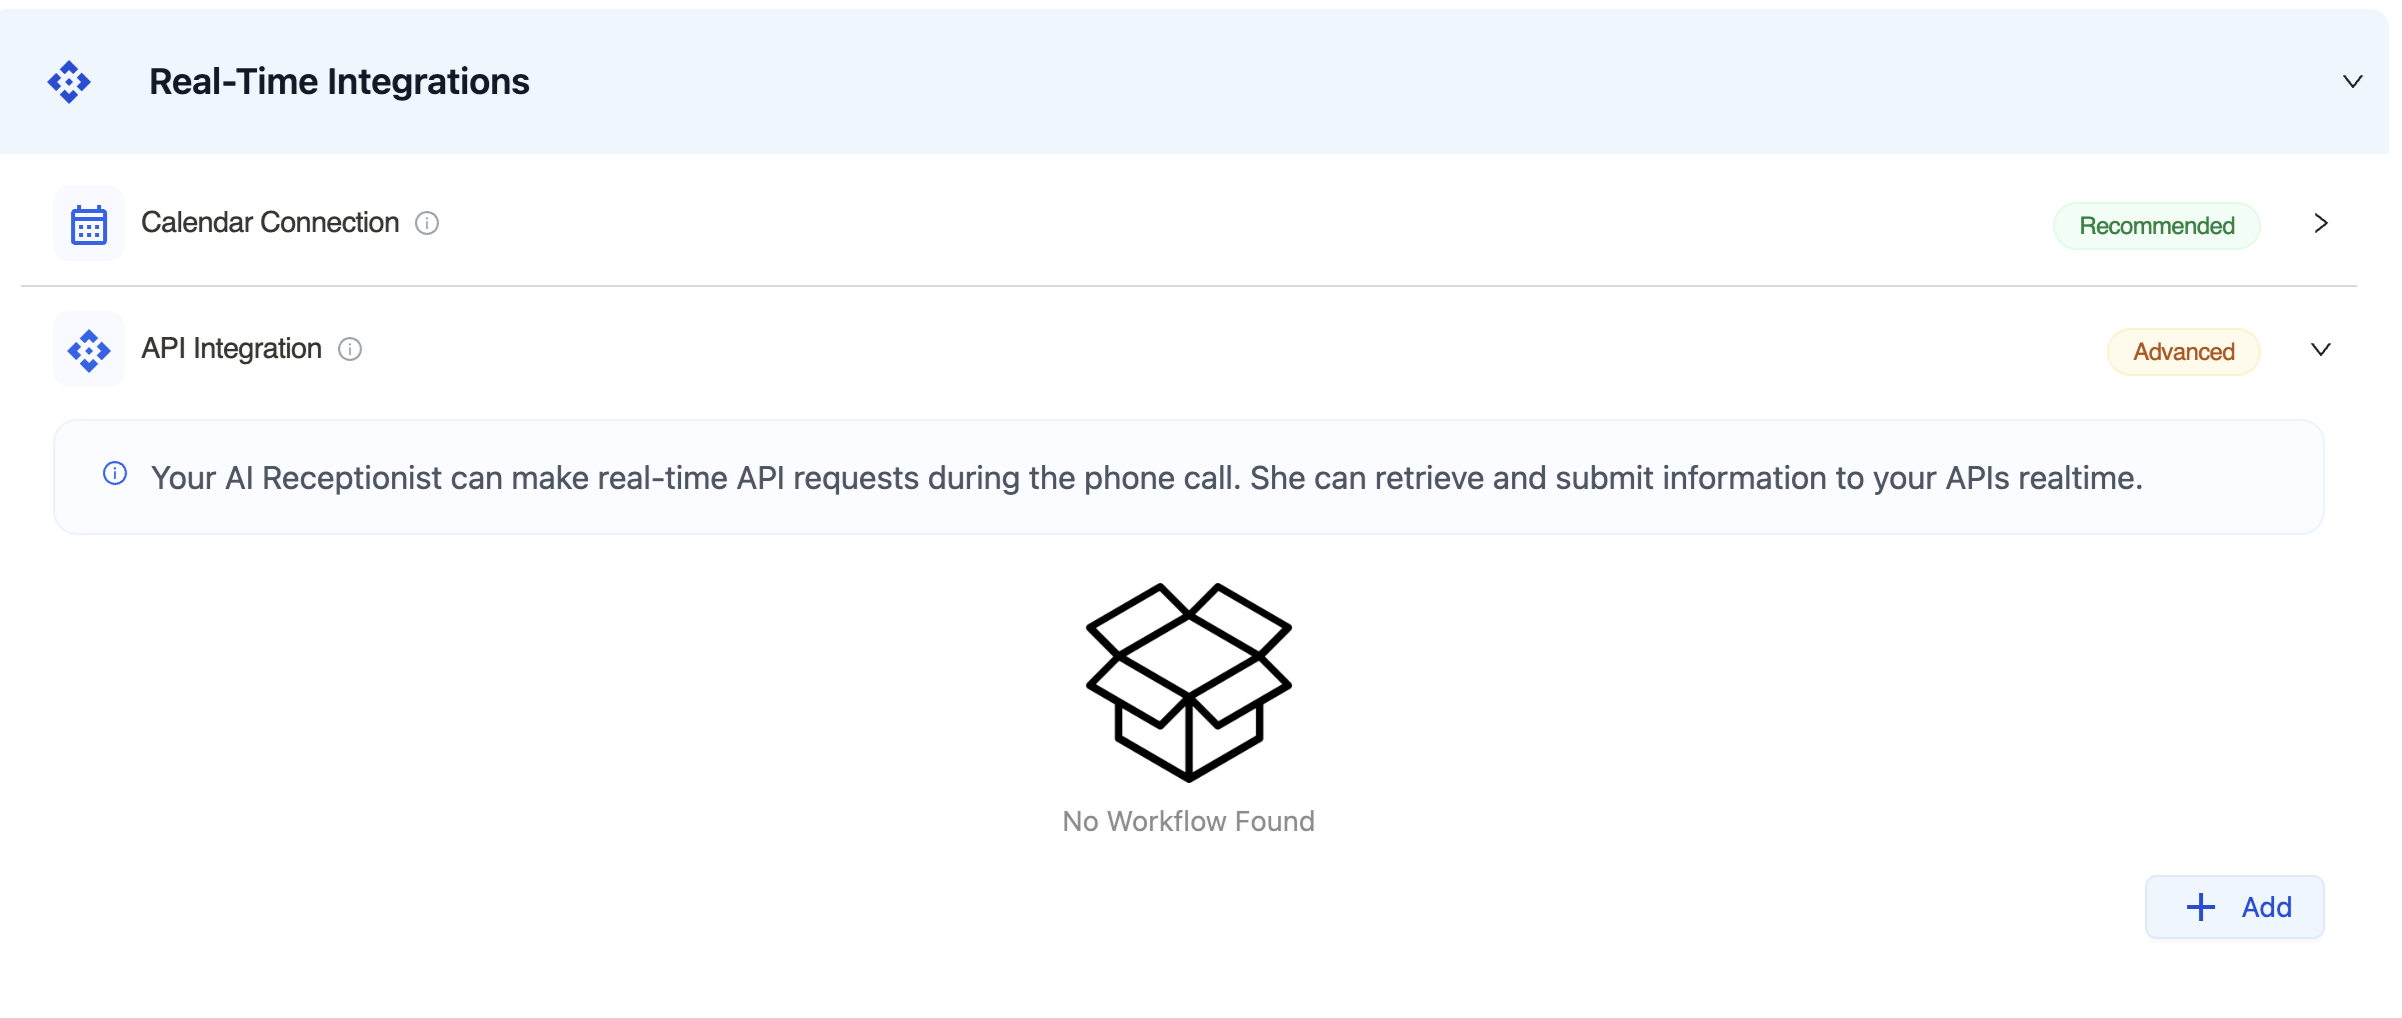 Real-Time Integrations
Calendar Connection
Recommended
API Integration
Advanced
Your AI Receptionist can make real-time API requests during the phone call. She can retrieve and submit information to your APIs realtime.
No Workflow Found
Add